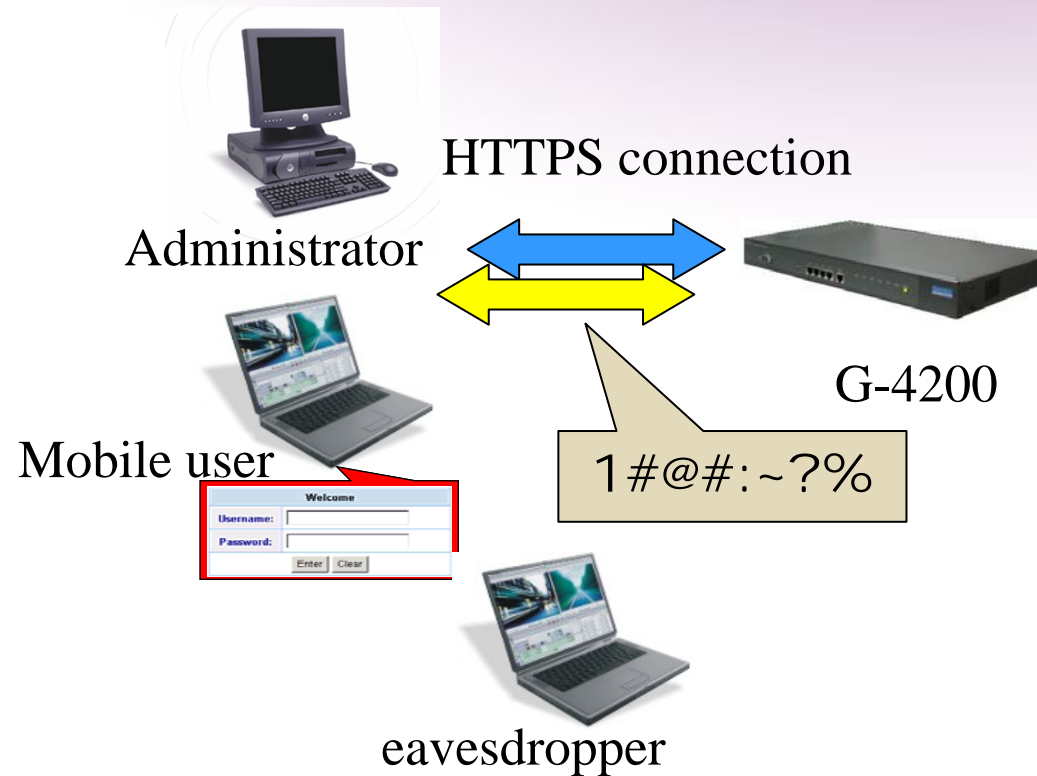 HTTPS connection
Administrator
G-4200
Mobile user
1#@#:~?%
Welcome
Username:
Password:
Enter Clear
eavesdropper